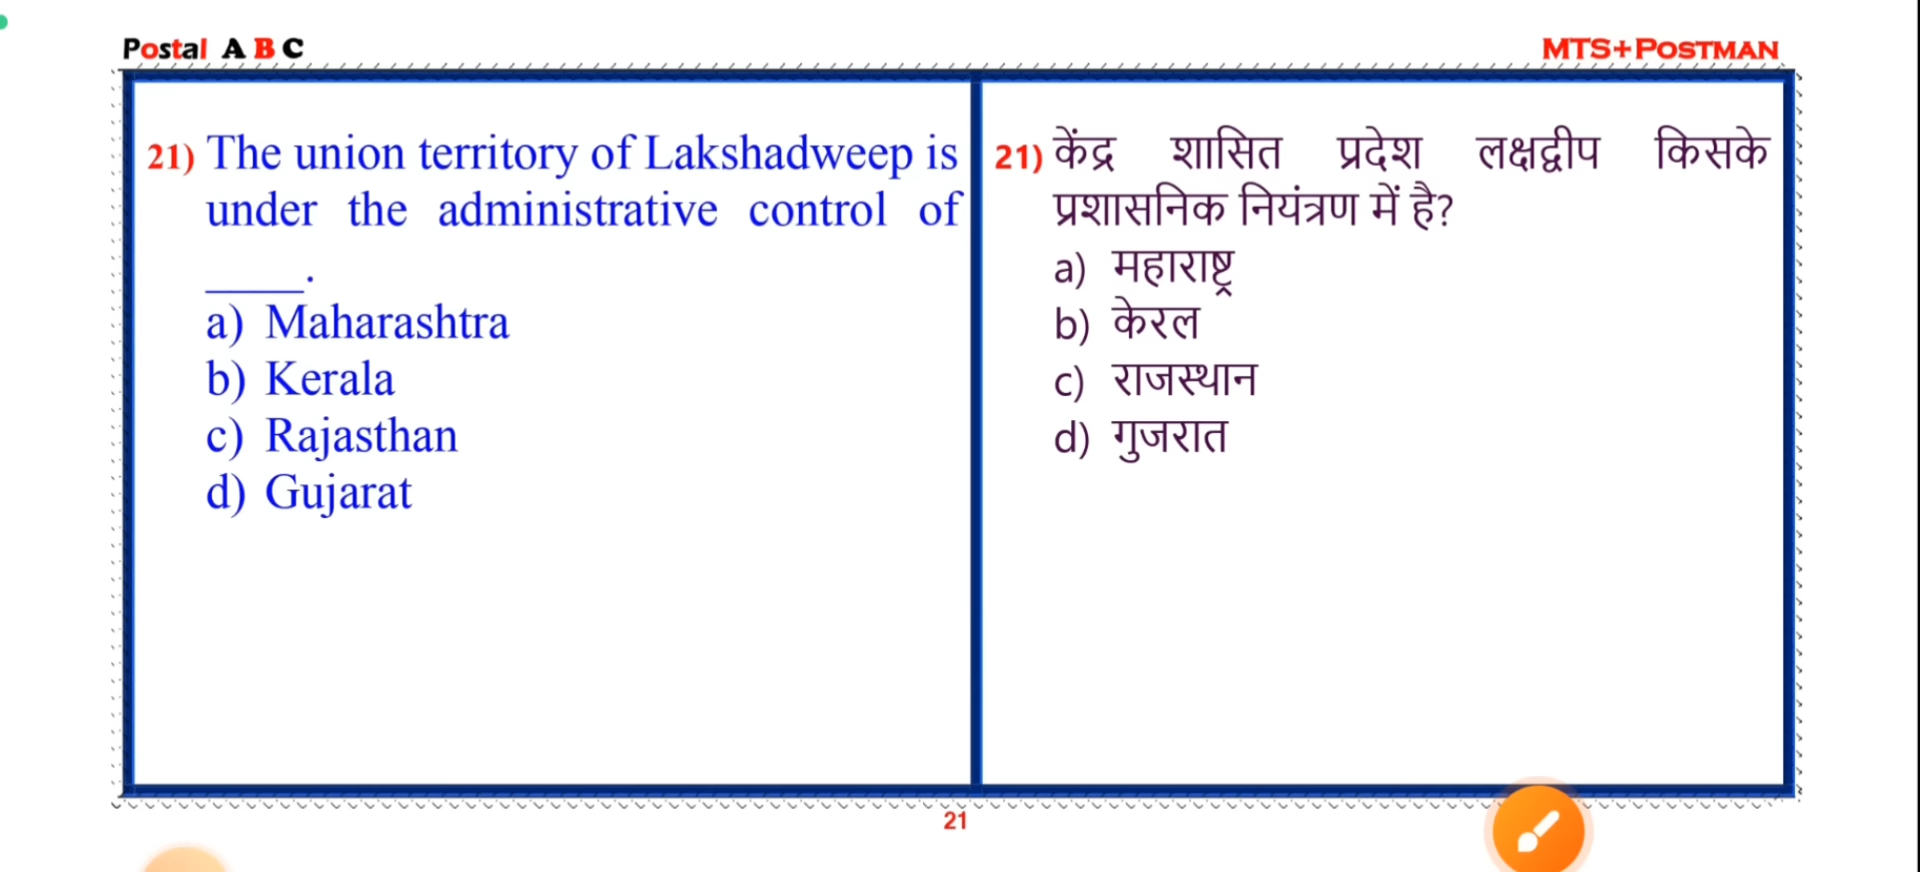 Postal A B C
MTS+POSTMAN
21) The union territory of Lakshadweep is
under the administrative control of
____.
a) Maharashtra
b) Kerala
c) Rajasthan
d) Gujarat
21) केंद्र शासित प्रदेश लक्षद्वीप किसके
प्रशासनिक नियंत्रण में है?
a) महाराष्ट्र
b) केरल
c) राजस्थान
d) गुजरात
21